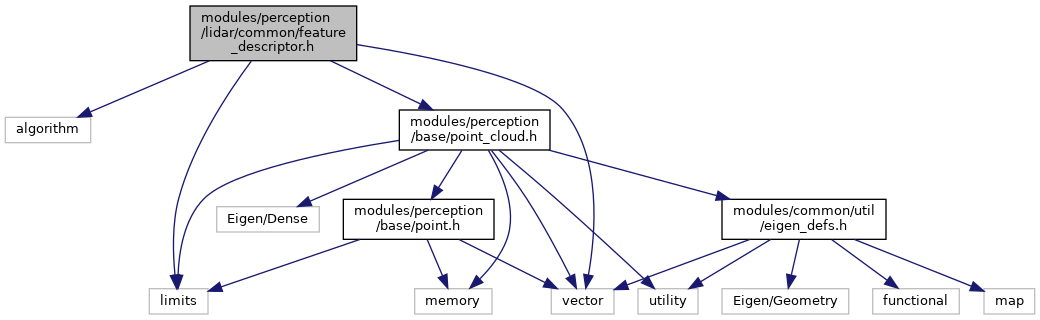 modules/perception
/lidar/common/feature
_descriptor.h
algorithm
modules/perception
/base/point_cloud.h
Eigen/Dense
modules/perception
/base/point.h
modules/common/util
/eigen_defs.h
limits
memory
vector
utility
Eigen/Geometry
functional
map